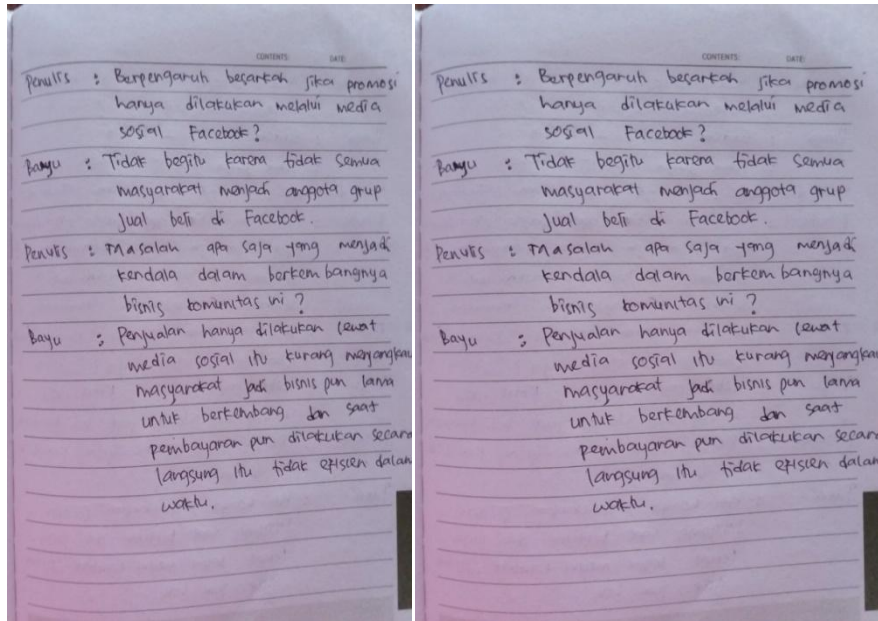 CONTENTS DATE
Penulis : Berpengaruh besarkah jika promosi
hanya dilakukan melalui media
sosial Facebook?
Bayu : Tidak begitu karena tidak semua
masyarakat menjadi anggota grup
jual beli di Facebook.
Penulis : Masalah apa saja yang menjadi
kendala dalam berkembangnya
bisnis komunitas ini?
Bayu : Penjualan hanya dilakukan lewat
media sosial itu kurang menjangkau
masyarakat jadi bisnis pun lama
untuk berkembang dan saat
pembayaran pun dilakukan secara
langsung itu tidak efisien dalam
waktu.
CONTENTS DATE
Penulis : Berpengaruh besarkah jika promosi
hanya dilakukan melalui media
sosial Facebook?
Bayu : Tidak begitu karena tidak semua
masyarakat menjadi anggota grup
jual beli di Facebook.
Penulis : Masalah apa saja yang menjadi
kendala dalam berkembangnya
bisnis komunitas ini?
Bayu : Penjualan hanya dilakukan lewat
media sosial itu kurang menjangkau
masyarakat jadi bisnis pun lama
untuk berkembang dan saat
pembayaran pun dilakukan secara
langsung itu tidak efisien dalam
waktu.